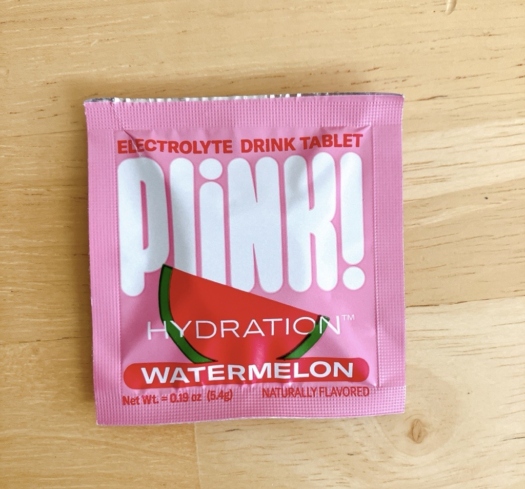 ELECTROLYTE DRINK TABLET
PLiNK!
HYDRATION™
WATERMELON
Net Wt. = 0.19 oz (5.4g) NATURALLY FLAVORED